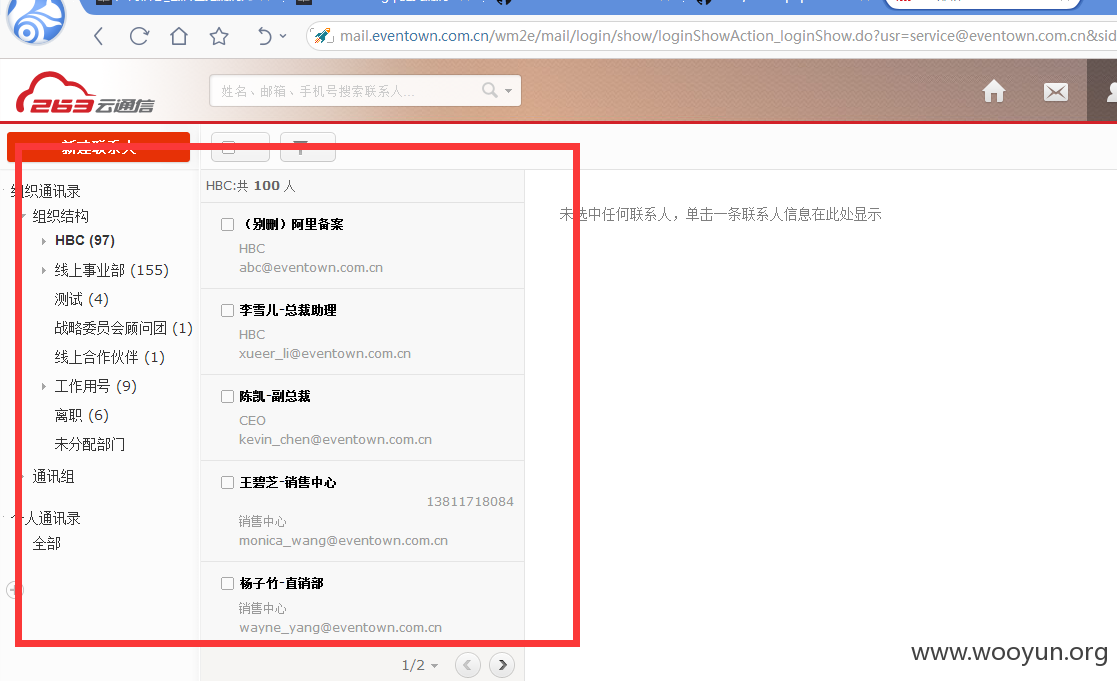 mail.eventown.com.cn/wm2e/mail/login/show/loginShowAction_loginShow.do?usr=service@eventown.com.cn&sid
263云通信
姓名、邮箱、手机号搜索联系人...
新建联系人
组织通讯录
组织结构
HBC (97)
线上事业部 (155)
测试 (4)
战略委员会顾问团 (1)
线上合作伙伴 (1)
工作用号 (9)
离职 (6)
未分配部门
通讯组
个人通讯录
全部
HBC:共 100 人
（别删）阿里备案
HBC
abc@eventown.com.cn
李雪儿-总裁助理
HBC
xueer_li@eventown.com.cn
陈凯-副总裁
CEO
kevin_chen@eventown.com.cn
王碧芝-销售中心
13811718084
销售中心
monica_wang@eventown.com.cn
杨子竹-直销部
销售中心
wayne_yang@eventown.com.cn
1/2
未选中任何联系人，单击一条联系人信息在此处显示
www.wooyun.org